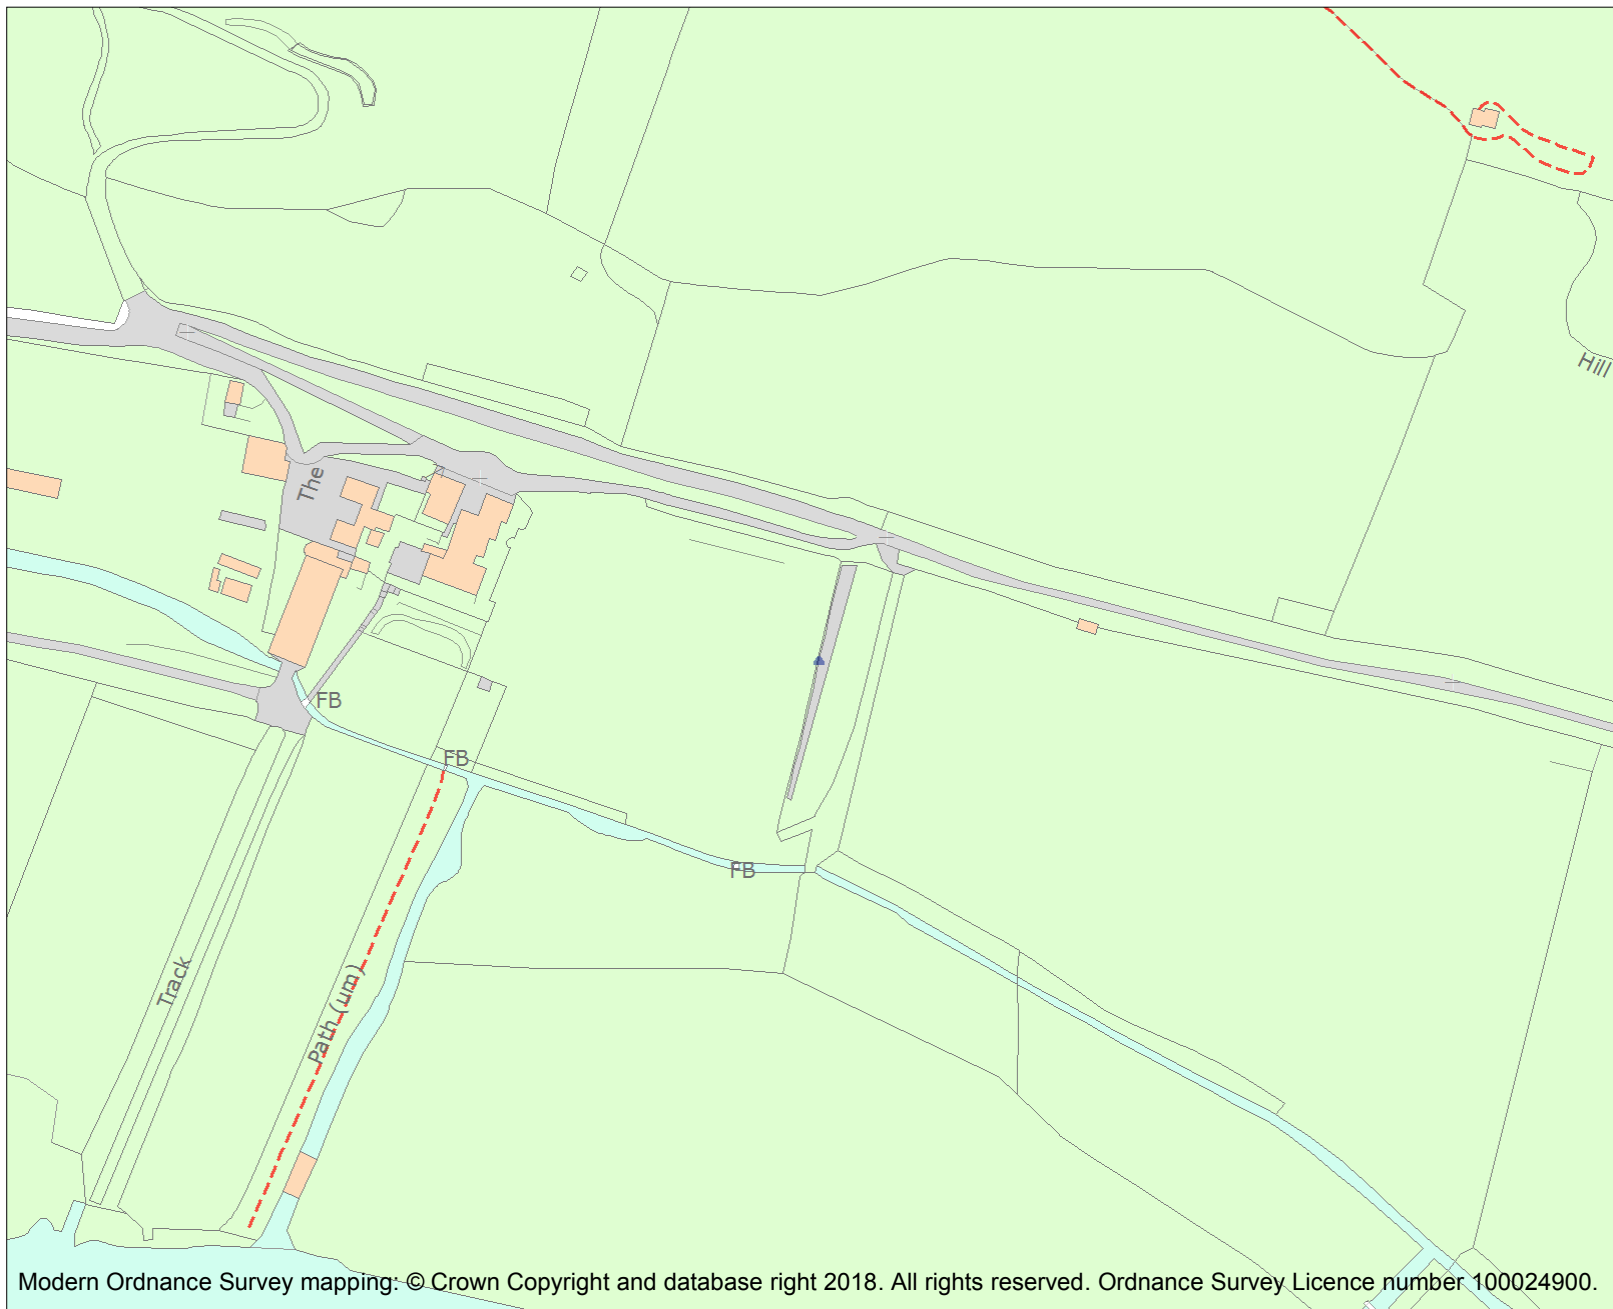 Hill
The
FB
FB
FB
Track
Path (um)
Modern Ordnance Survey mapping: © Crown Copyright and database right 2018. All rights reserved. Ordnance Survey Licence number 100024900.